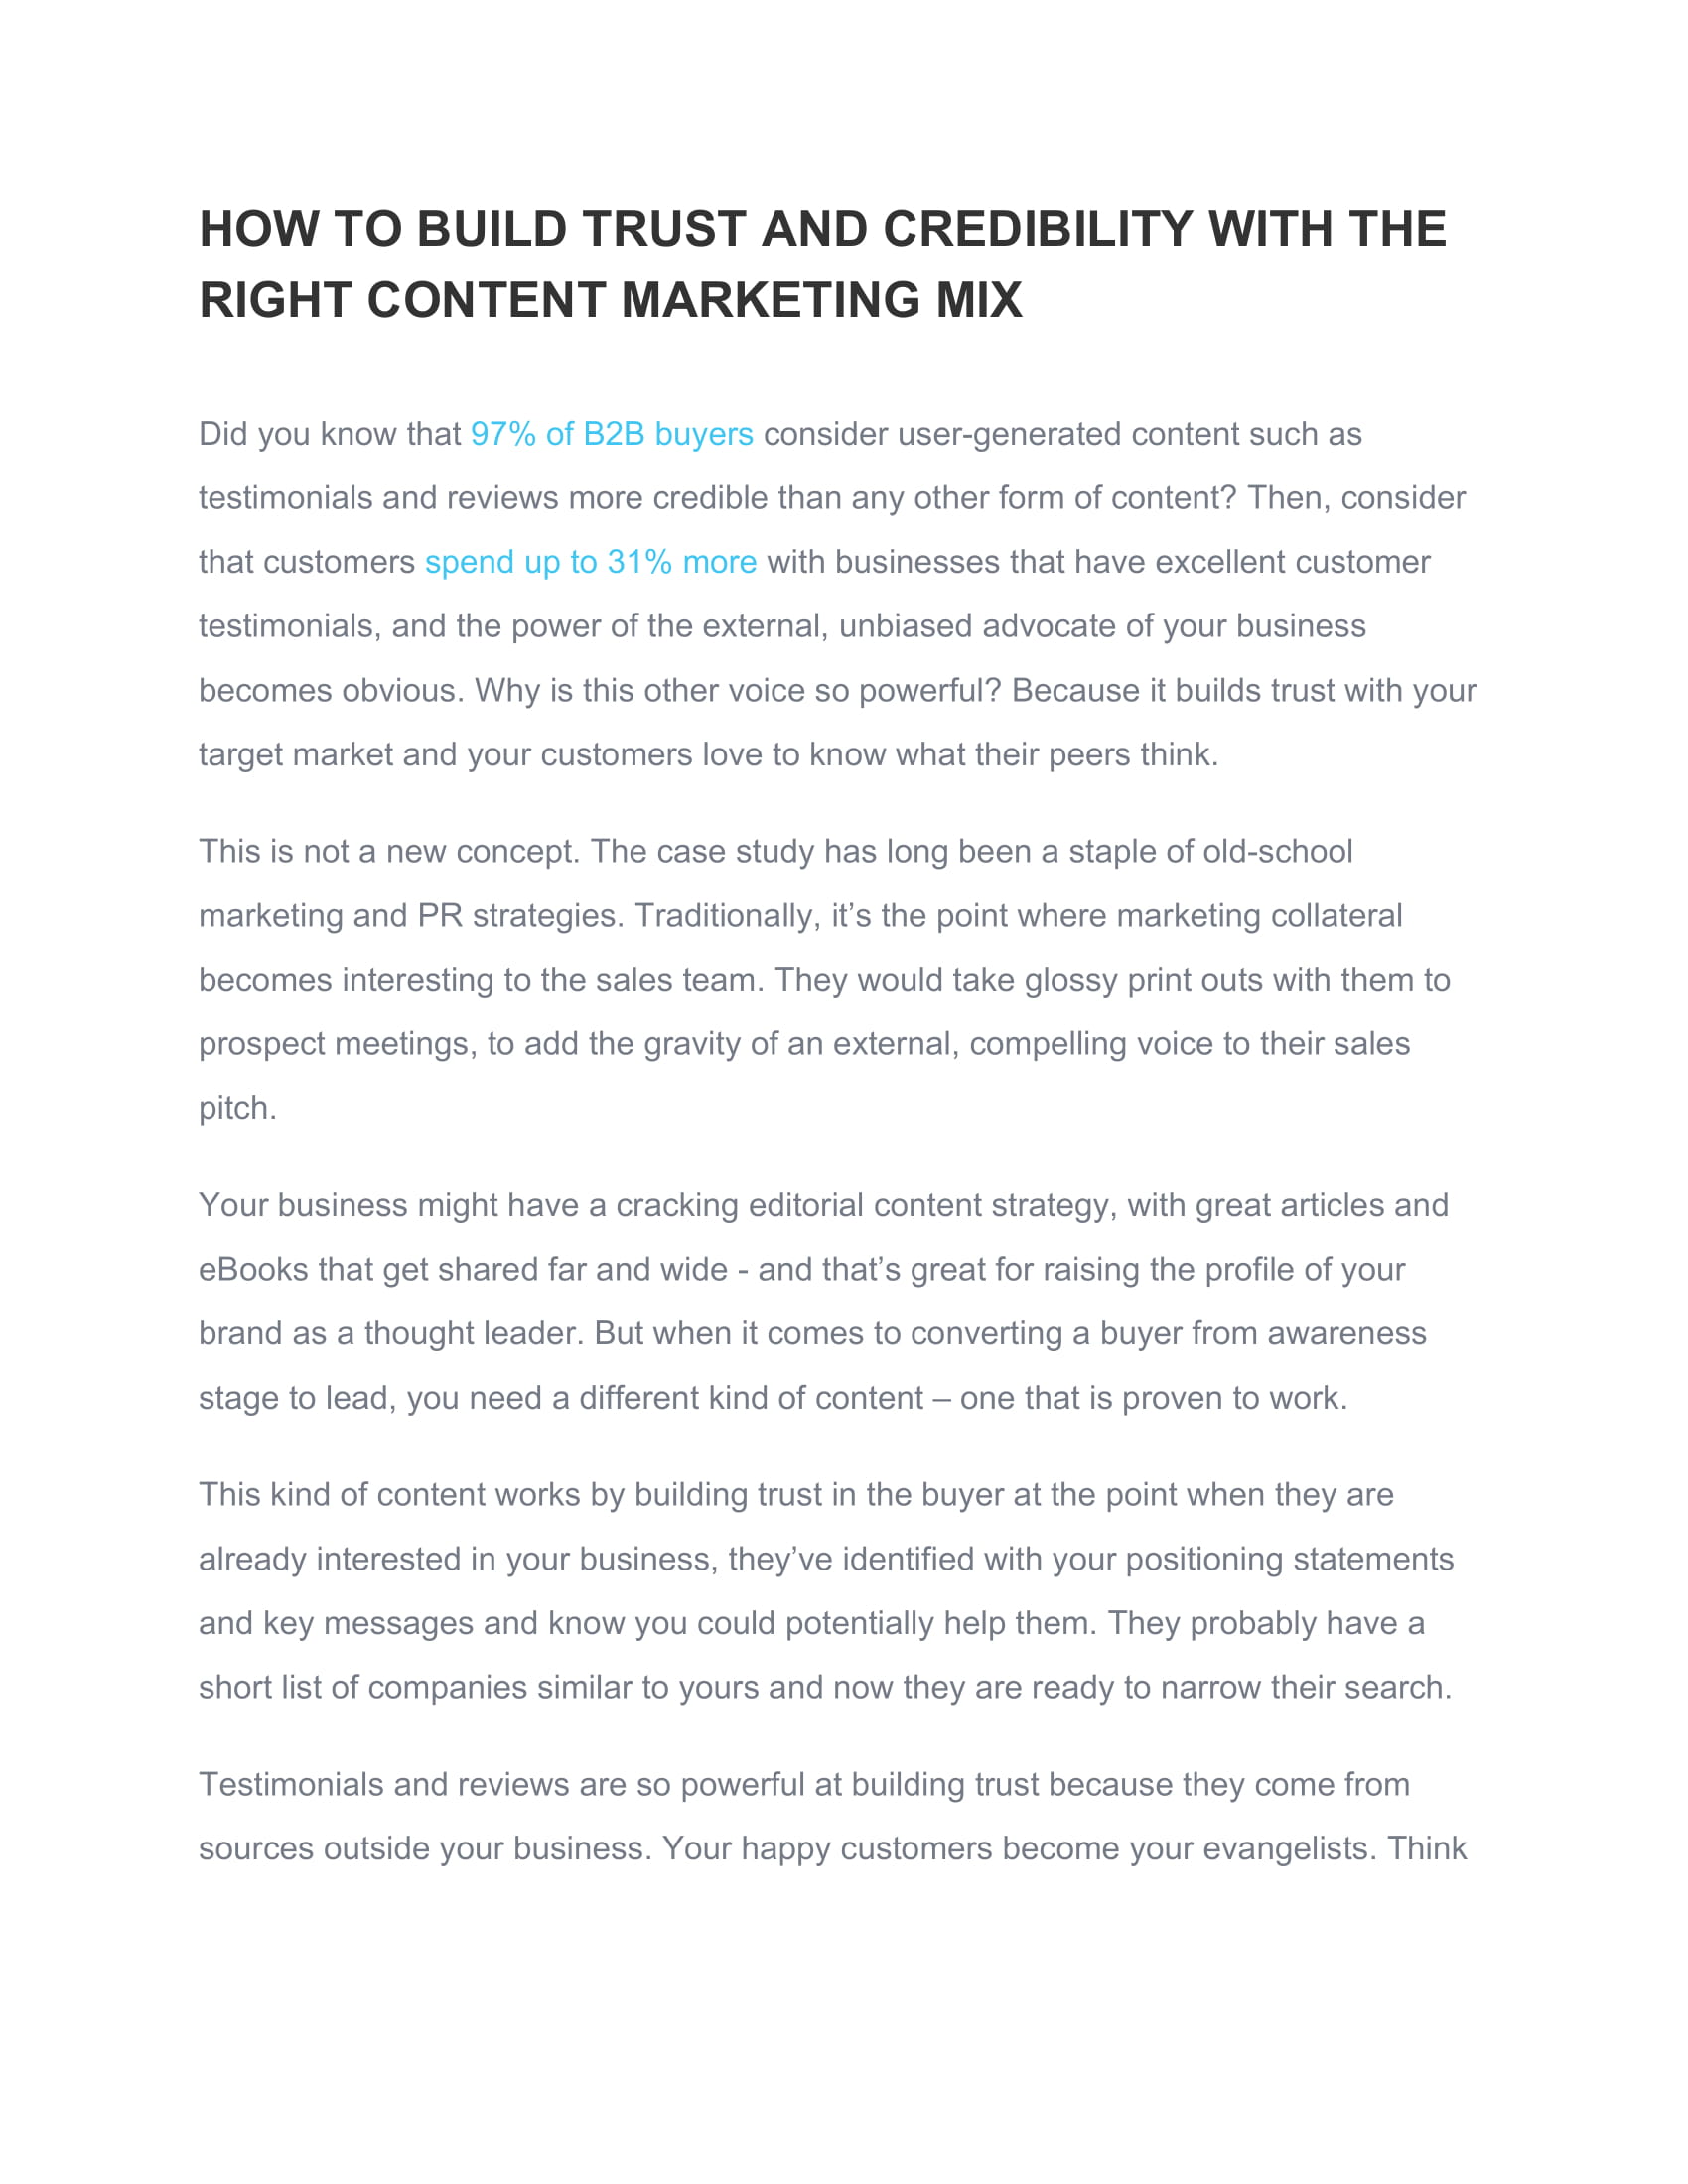 HOW TO BUILD TRUST AND CREDIBILITY WITH THE
RIGHT CONTENT MARKETING MIX
Did you know that 97% of B2B buyers consider user-generated content such as
testimonials and reviews more credible than any other form of content? Then, consider
that customers spend up to 31% more with businesses that have excellent customer
testimonials, and the power of the external, unbiased advocate of your business
becomes obvious. Why is this other voice so powerful? Because it builds trust with your
target market and your customers love to know what their peers think.
This is not a new concept. The case study has long been a staple of old-school
marketing and PR strategies. Traditionally, it’s the point where marketing collateral
becomes interesting to the sales team. They would take glossy print outs with them to
prospect meetings, to add the gravity of an external, compelling voice to their sales
pitch.
Your business might have a cracking editorial content strategy, with great articles and
eBooks that get shared far and wide - and that’s great for raising the profile of your
brand as a thought leader. But when it comes to converting a buyer from awareness
stage to lead, you need a different kind of content – one that is proven to work.
This kind of content works by building trust in the buyer at the point when they are
already interested in your business, they’ve identified with your positioning statements
and key messages and know you could potentially help them. They probably have a
short list of companies similar to yours and now they are ready to narrow their search.
Testimonials and reviews are so powerful at building trust because they come from
sources outside your business. Your happy customers become your evangelists. Think